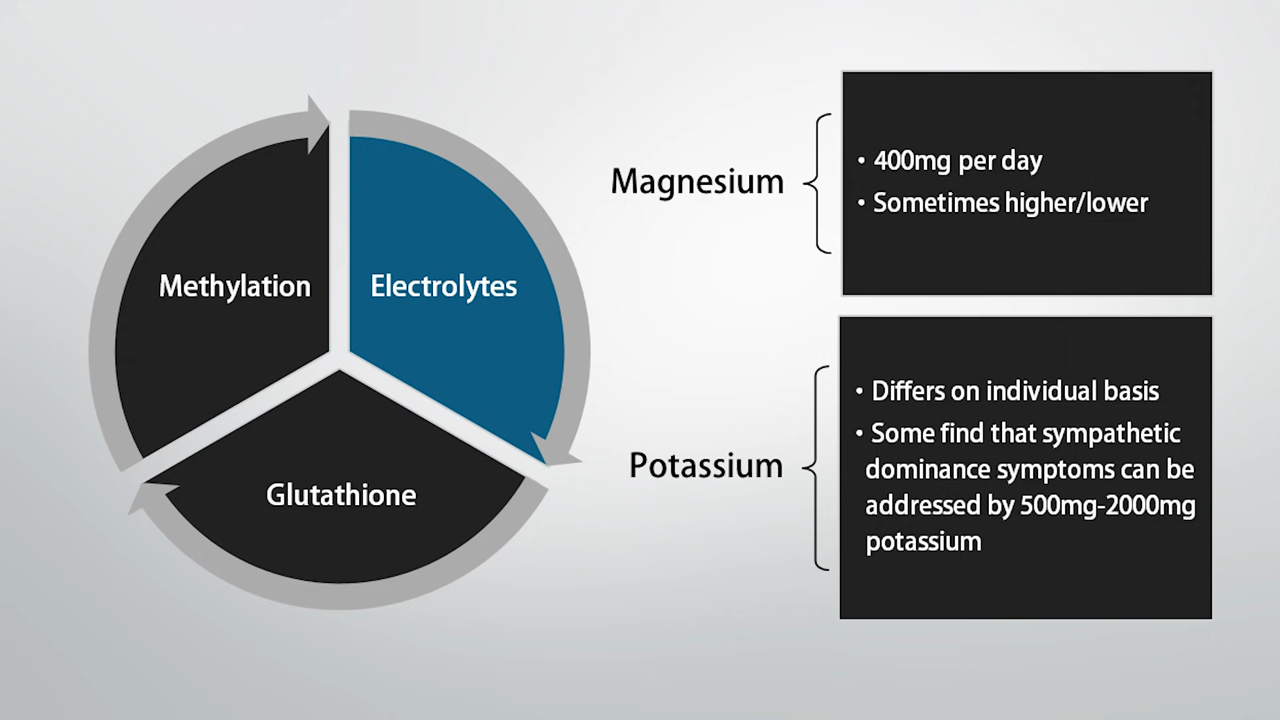 Methylation
Electrolytes
Glutathione
Magnesium
• 400mg per day
• Sometimes higher/lower
Potassium
• Differs on individual basis
• Some find that sympathetic
dominance symptoms can be
addressed by 500mg-2000mg
potassium